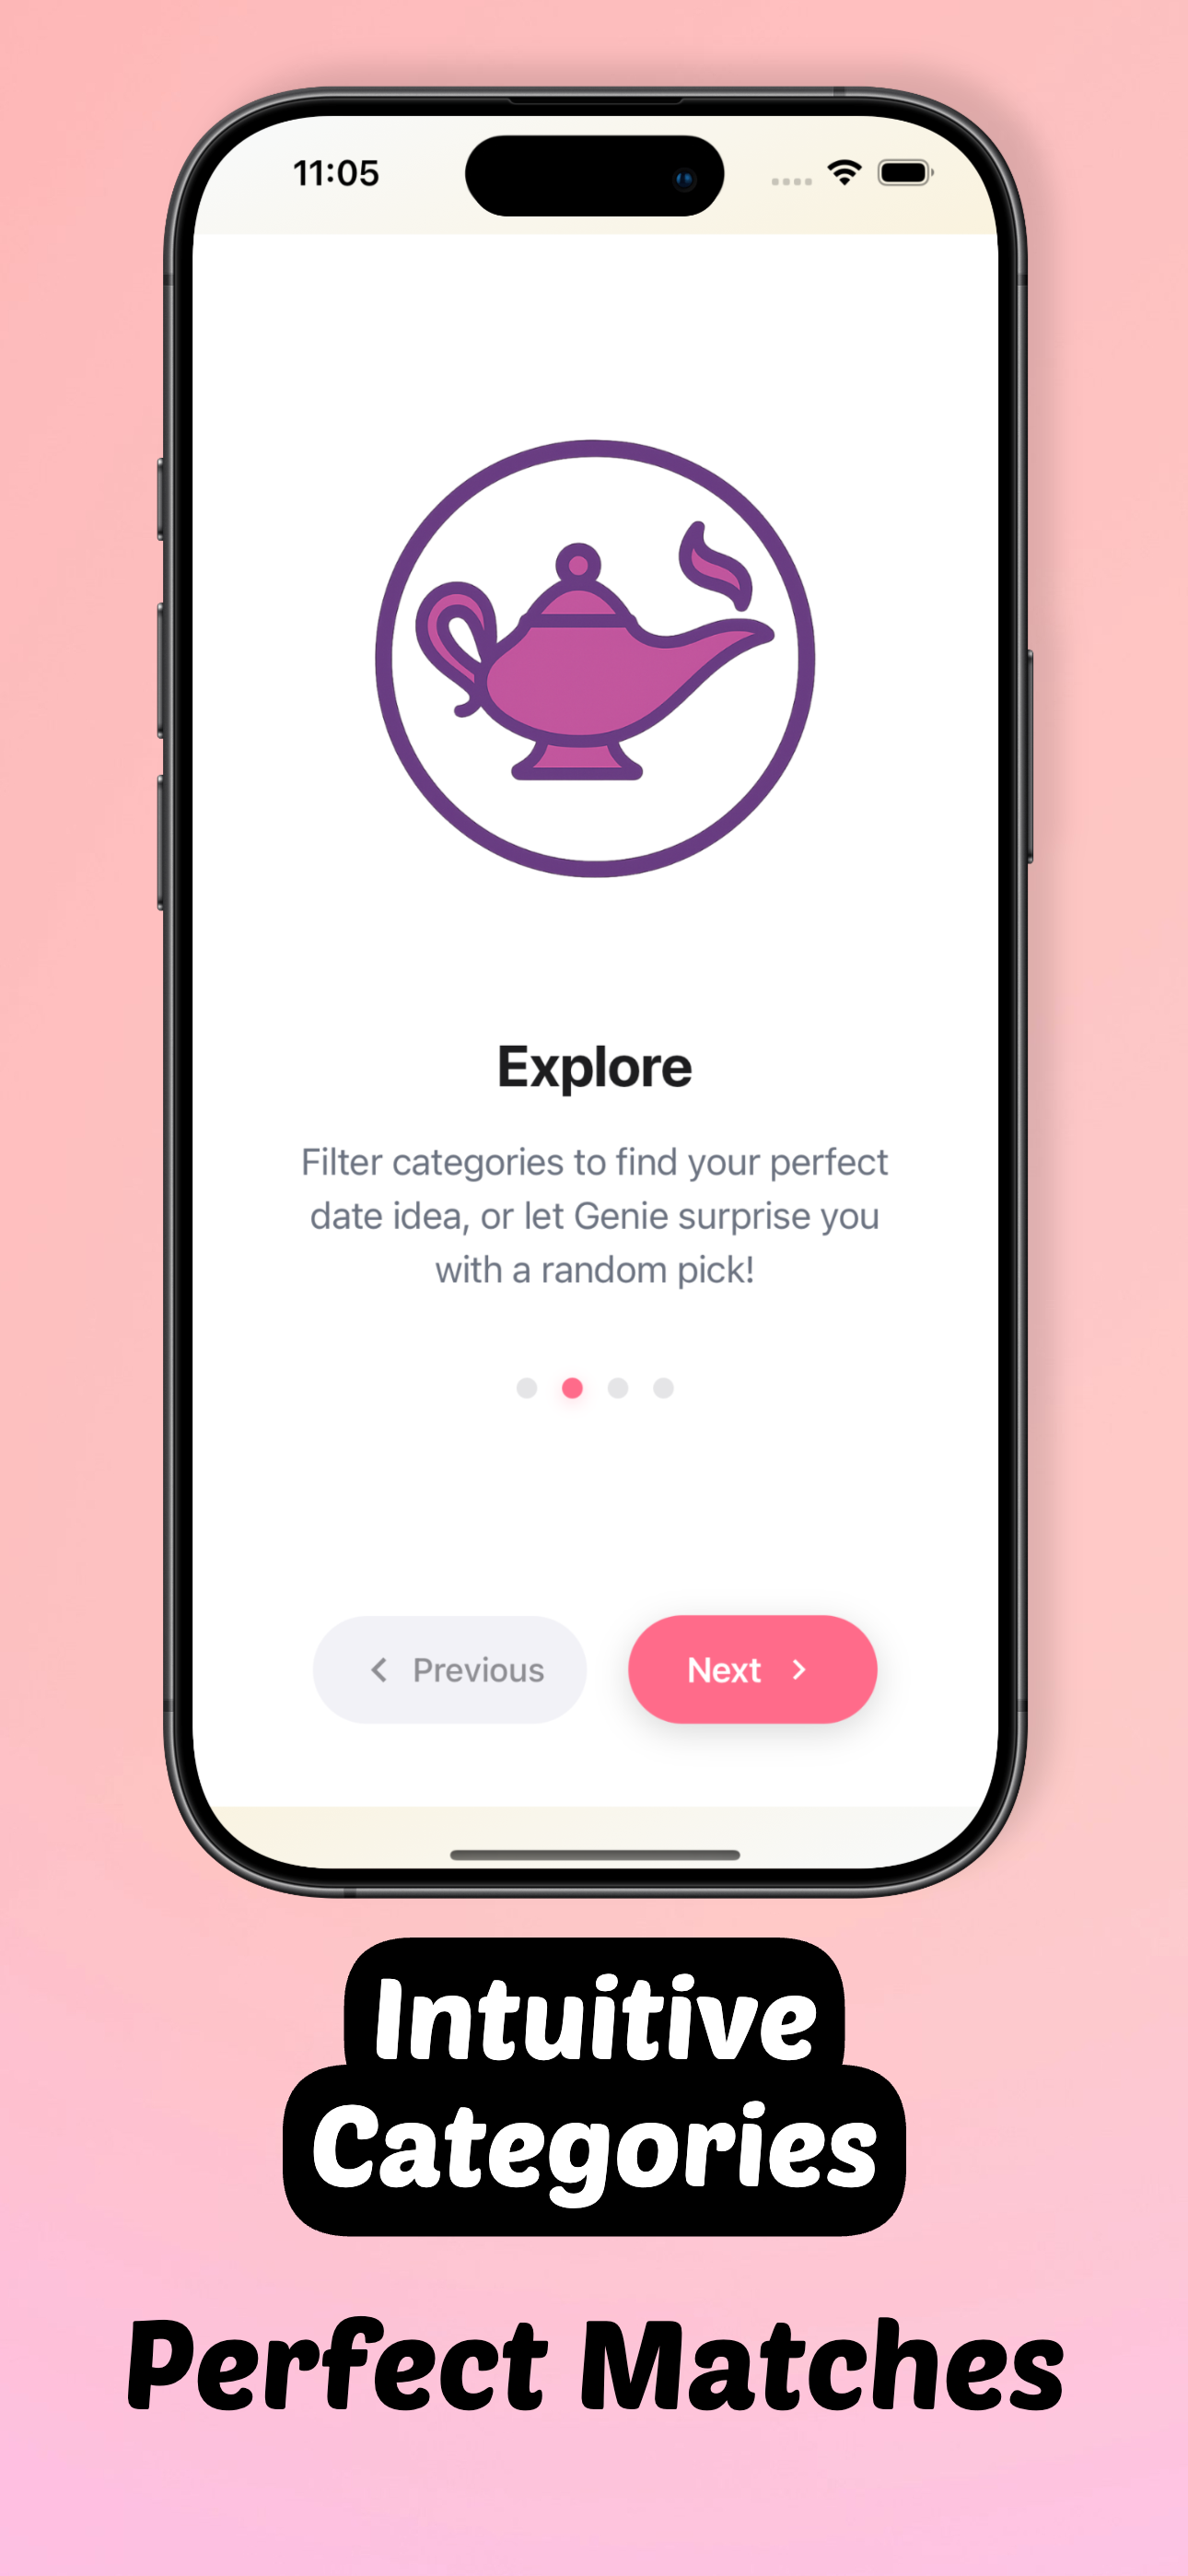 11:05
Explore
Filter categories to find your perfect
date idea, or let Genie surprise you
with a random pick!
Previous
Next
Intuitive
Categories
Perfect Matches